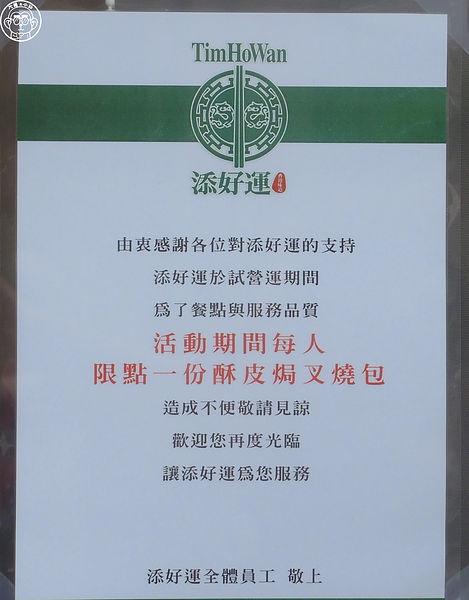 TimHoWan
添好運
由衷感謝各位對添好運的支持
添好運於試營運期間
爲了餐點與服務品質
活動期間每人
限點一份酥皮焗叉燒包
造成不便敬請見諒
歡迎您再度光臨
讓添好運爲您服務
添好運全體員工 敬上